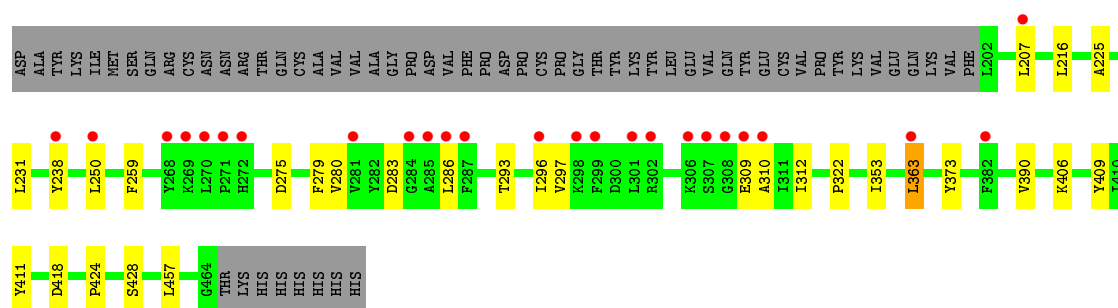 ASP ALA TYR LYS ILE MET SER GLN ARG CYS ASN ASN ARG THR GLN CYS ALA VAL VAL ALA GLY PRO ASP VAL PHE PRO ASP PRO CYS PRO GLY THR TYR LYS TYR LEU GLU VAL GLN TYR GLU CYS VAL PRO TYR LYS VAL GLU GLN LYS VAL PHE L202 L207 L216 A225
L231 Y238 L250 F259 Y268 K269 L270 P271 H272 D275 F279 V280 V281 Y282 D283 G284 A285 L286 F287 T293 I296 V297 K298 F299 D300 L301 R302 K306 S307 G308 E309 A310 I311 I312 P322 I353 L363 Y373 F382 V390 K406 Y409 I410
Y411 D418 P424 S428 L457 G464 THR LYS HIS HIS HIS HIS HIS HIS